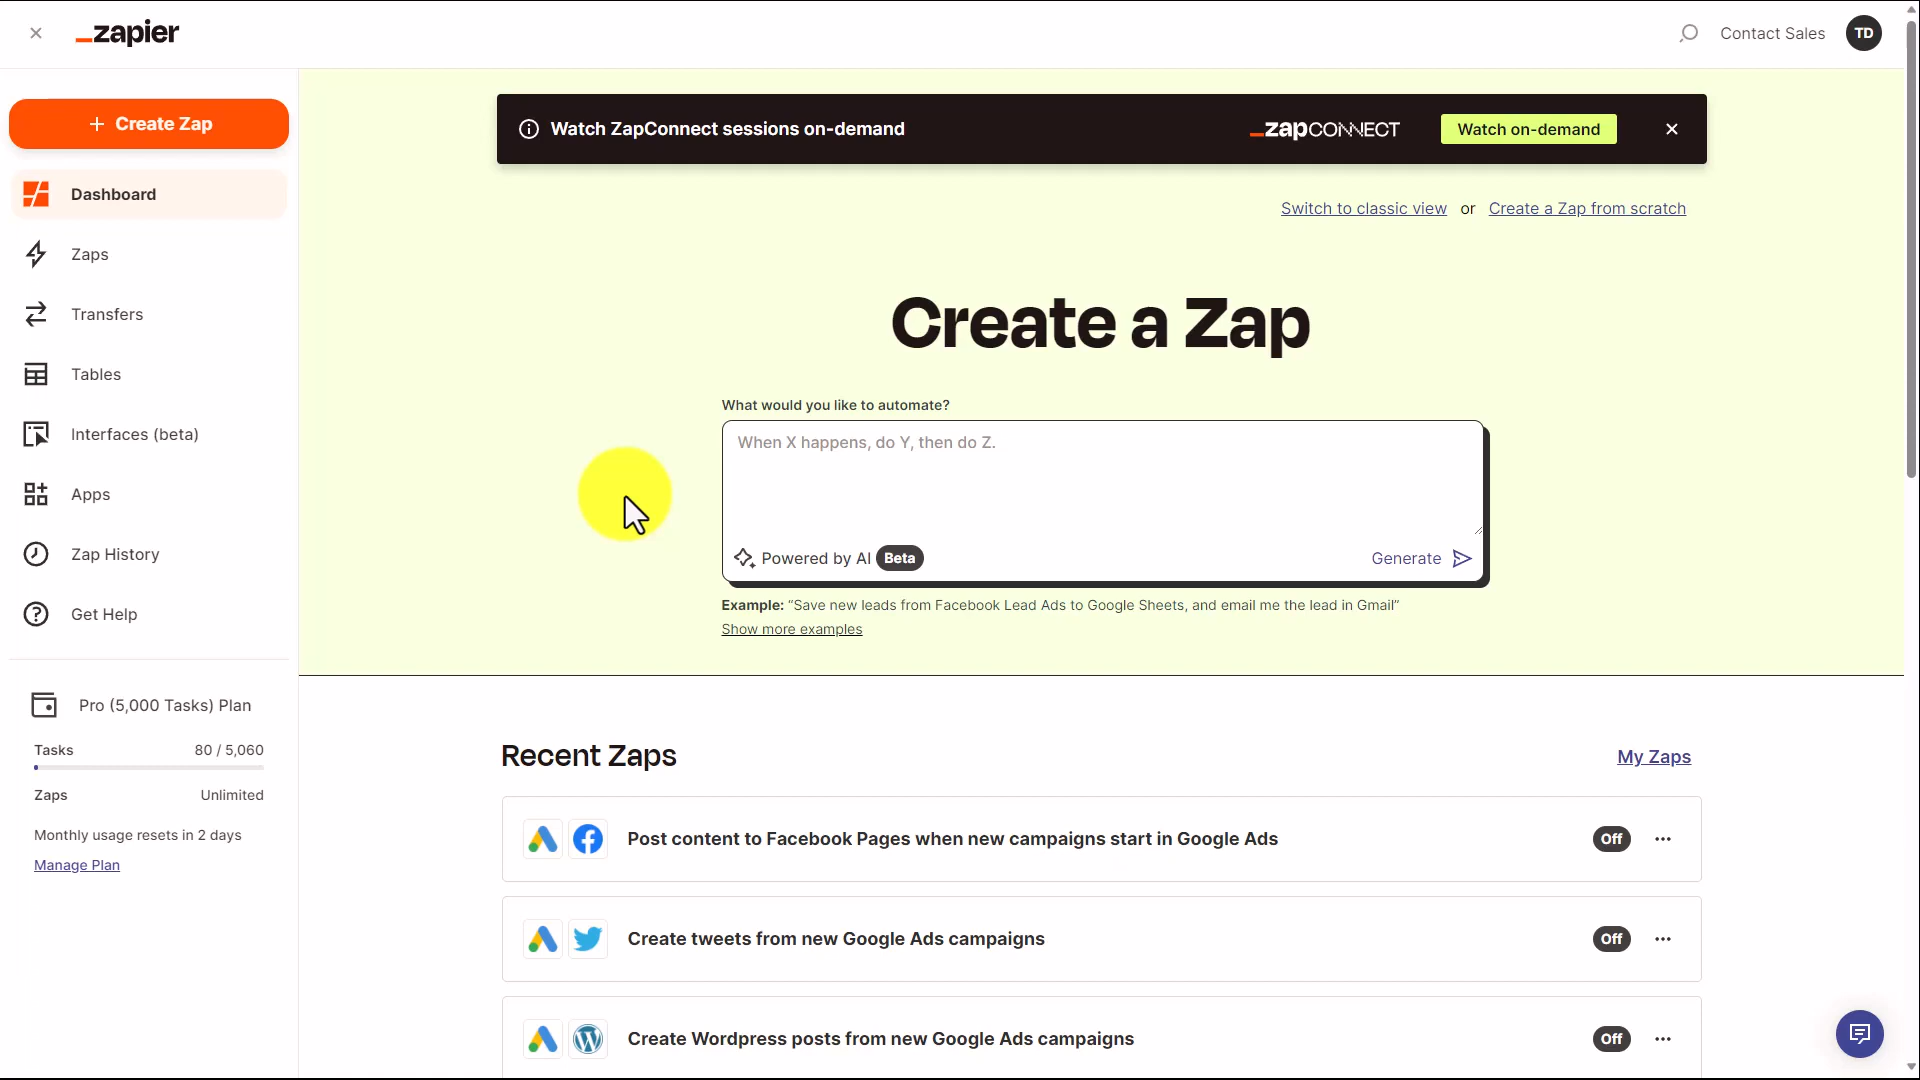 zapier
Contact Sales
TD
Create Zap
Dashboard
Zaps
Transfers
Tables
Interfaces (beta)
Apps
Zap History
Get Help
Pro (5,000 Tasks) Plan
Tasks 80 / 5,060
Zaps Unlimited
Monthly usage resets in 2 days
Manage Plan
Watch ZapConnect sessions on-demand
zapCONNECT
Watch on-demand
Switch to classic view or Create a Zap from scratch
Create a Zap
What would you like to automate?
When X happens, do Y, then do Z.
Powered by AI Beta
Generate
Example: “Save new leads from Facebook Lead Ads to Google Sheets, and email me the lead in Gmail”
Show more examples
Recent Zaps
My Zaps
Post content to Facebook Pages when new campaigns start in Google Ads
Off
Create tweets from new Google Ads campaigns
Off
Create Wordpress posts from new Google Ads campaigns
Off